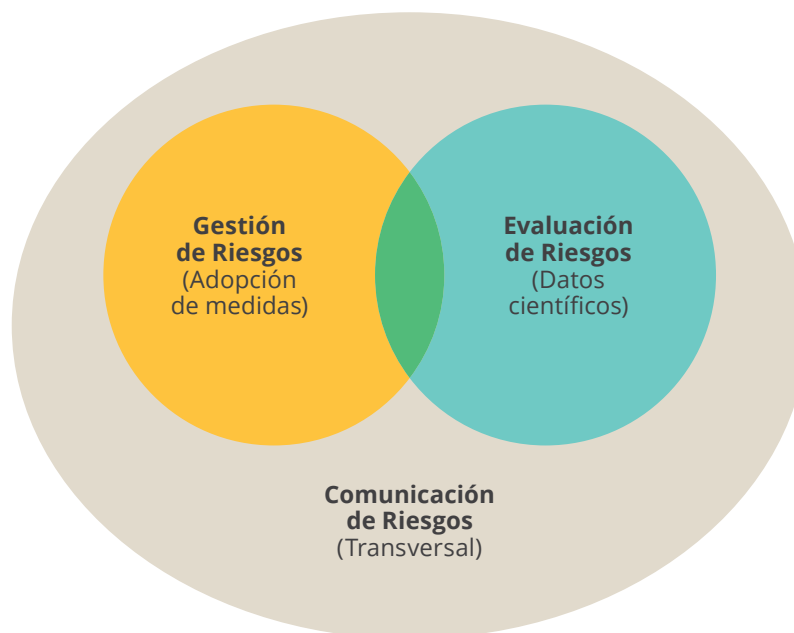 Gestión
de Riesgos
(Adopción
de medidas)
Evaluación
de Riesgos
(Datos
científicos)
Comunicación
de Riesgos
(Transversal)